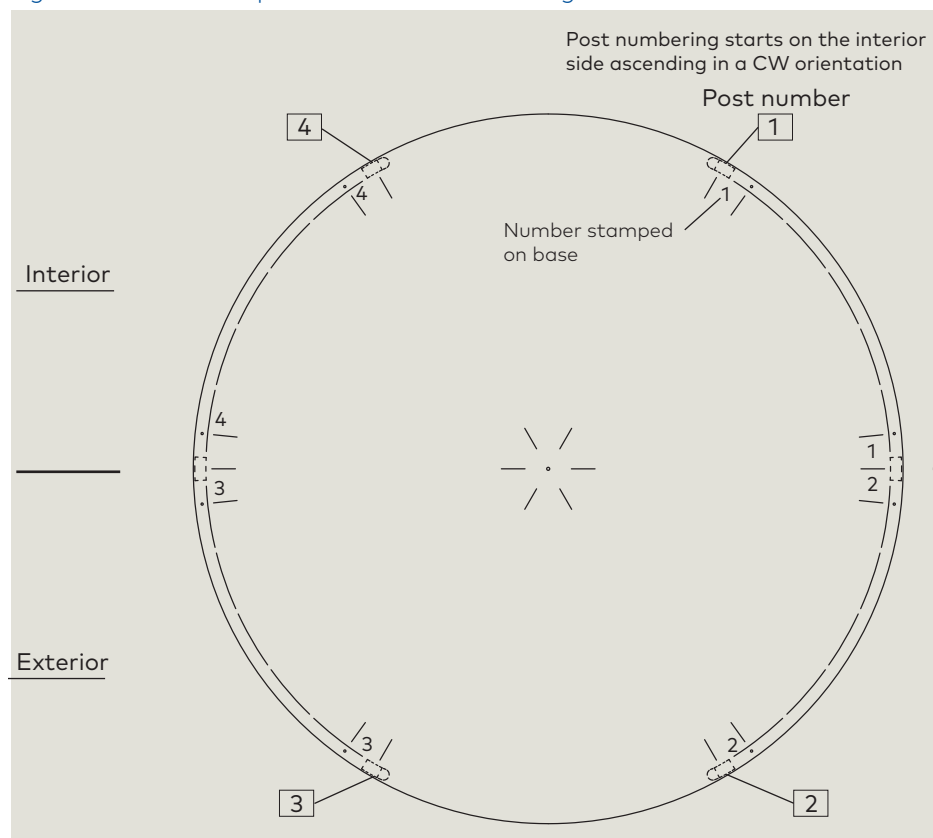 Post numbering starts on the interior
side ascending in a CW orientation
Post number
4
1
4
1
Number stamped
on base
Interior
4
1
3
2
Exterior
3
2
3
2